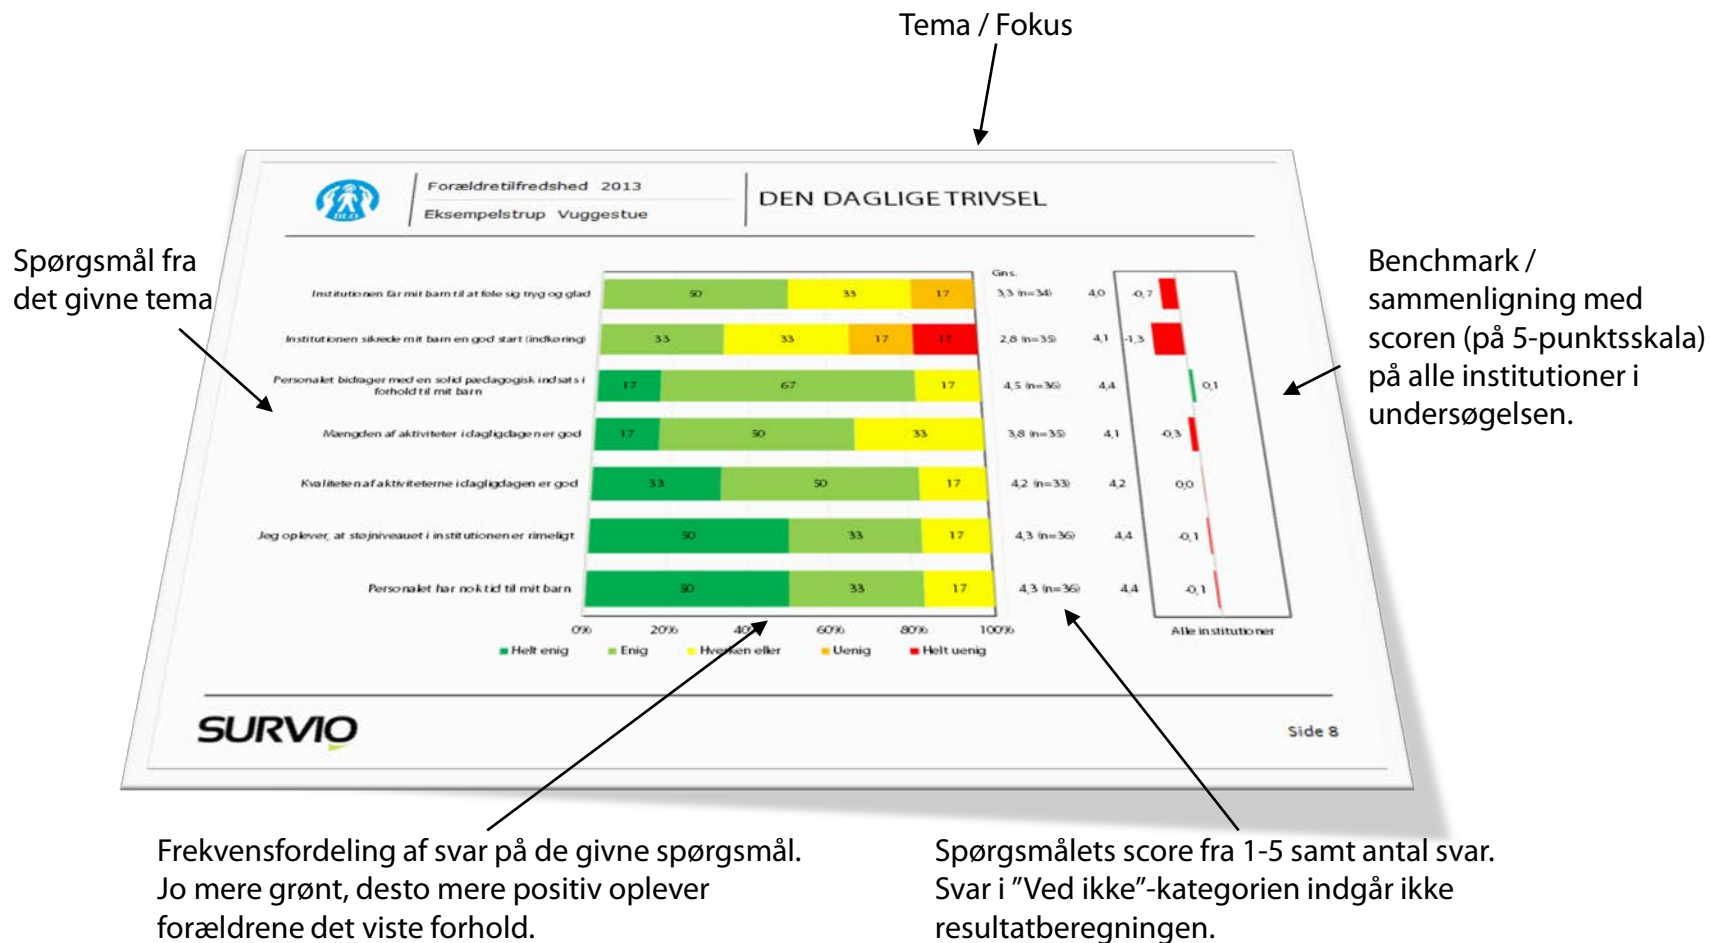 Tema / Fokus
Forældretilfredshed 2013
Eksempelstrup Vuggestue
DEN DAGLIGE TRIVSEL
Spørgsmål fra
det givne tema
Benchmark /
sammenligning med
scoren (på 5-punktsskala)
på alle institutioner i
undersøgelsen.
Gns.
Institutionen får mit barn til at føle sig tryg og glad 50 33 17 3,3 (n=34) 4,0 -0,7
Institutionen sikrede mit barn en god start (indkøring) 33 33 17 17 2,8 (n=35) 4,1 -1,3
Personalet bidrager med en solid pædagogisk indsats i
forhold til mit barn 17 67 17 4,5 (n=36) 4,4 0,1
Mængden af aktiviteter i dagligdagen er god 17 50 33 3,8 (n=35) 4,1 -0,3
Kvaliteten af aktiviteterne i dagligdagen er god 33 50 17 4,2 (n=33) 4,2 0,0
Jeg oplever, at støjniveauet i institutionen er rimeligt 50 33 17 4,3 (n=36) 4,4 -0,1
Personalet har nok tid til mit barn 50 33 17 4,3 (n=36) 4,4 -0,1
0% 20% 40% 60% 80% 100% Alle institutioner
Helt enig Enig Hverken eller Uenig Helt uenig
SURVIO
Side 8
Frekvensfordeling af svar på de givne spørgsmål.
Jo mere grønt, desto mere positiv oplever
forældrene det viste forhold.
Spørgsmålets score fra 1-5 samt antal svar.
Svar i ”Ved ikke”-kategorien indgår ikke
resultatberegningen.